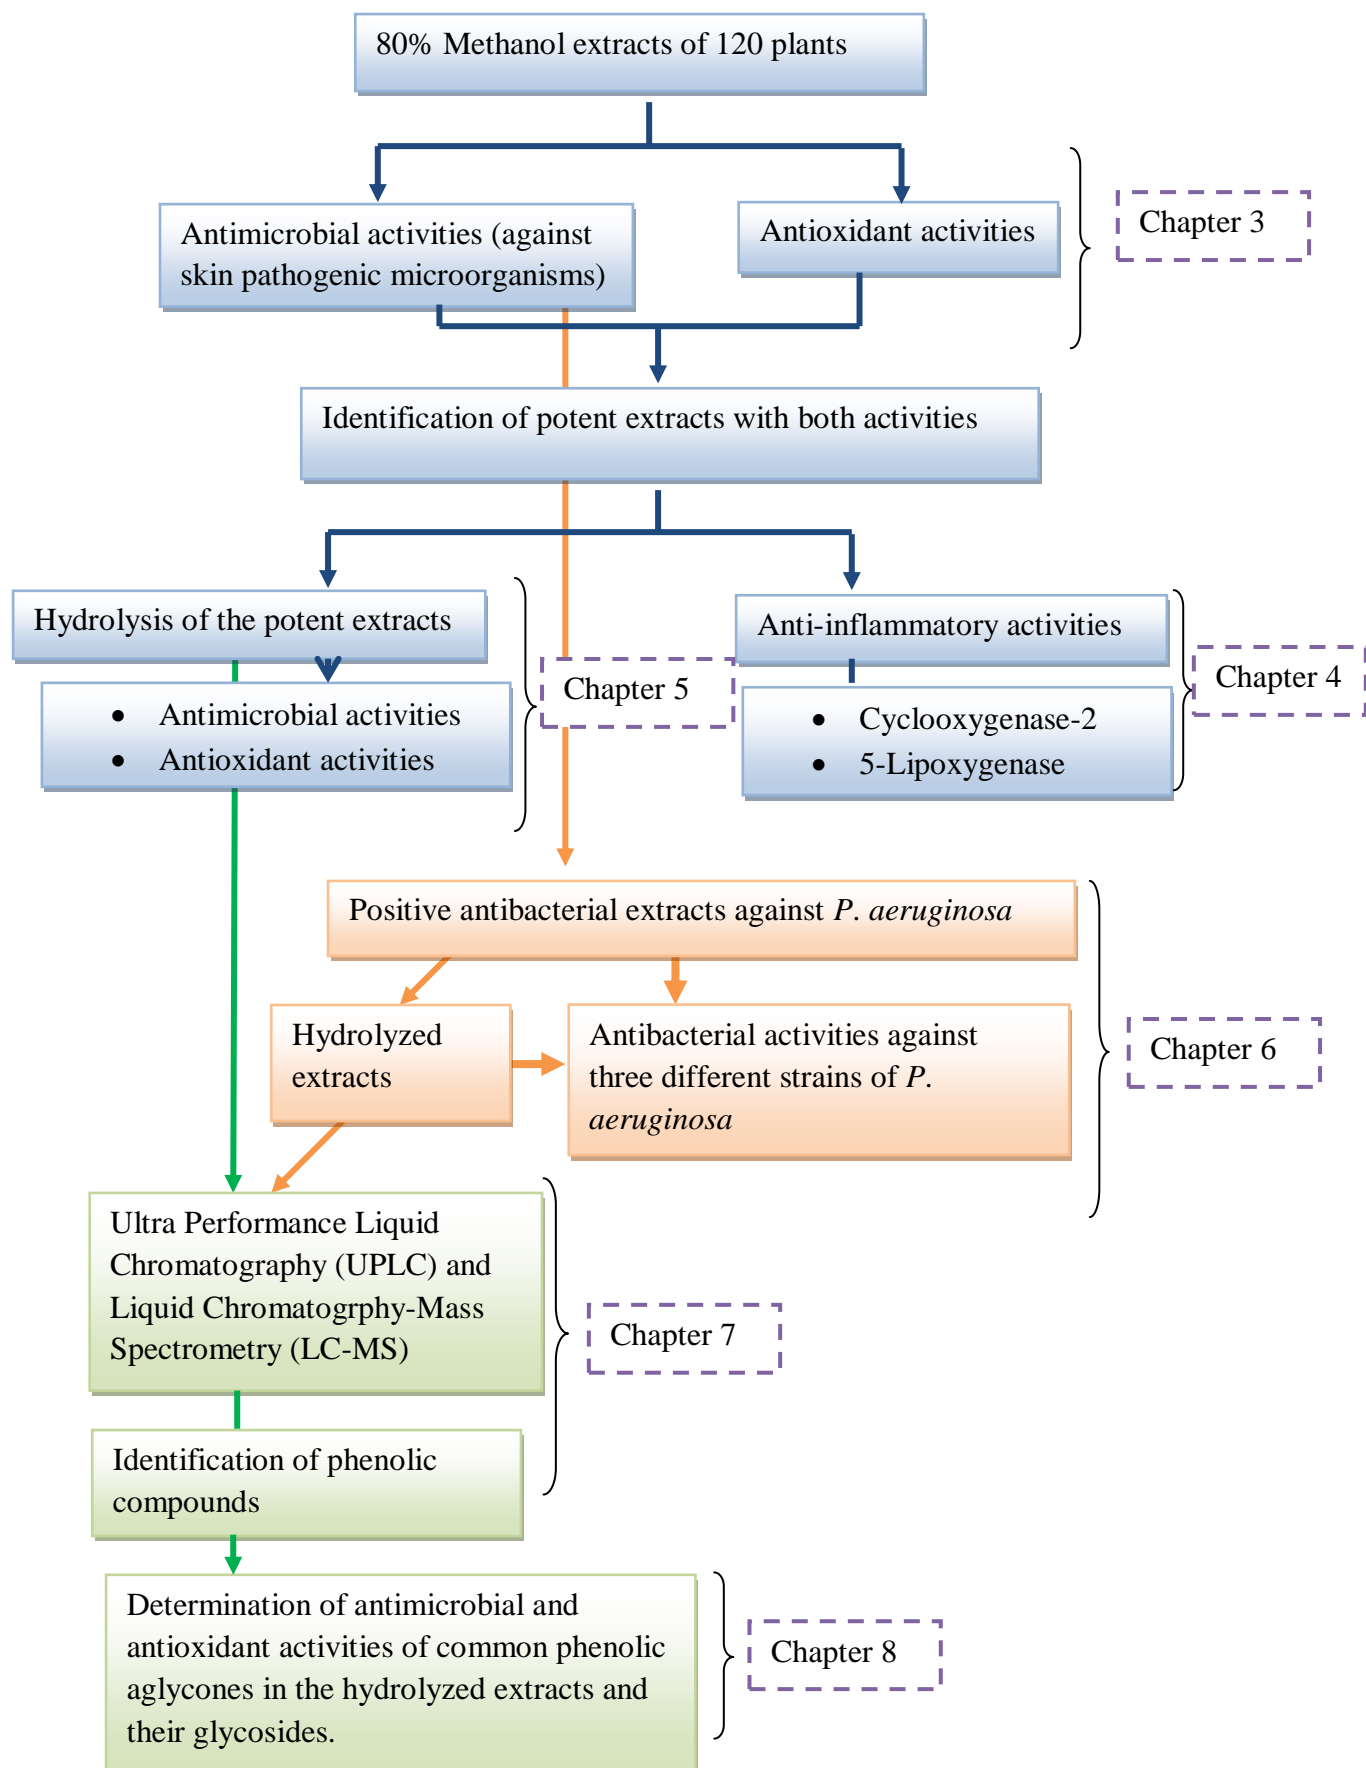 80% Methanol extracts of 120 plants
Antimicrobial activities (against
skin pathogenic microorganisms)
Antioxidant activities
Chapter 3
Identification of potent extracts with both activities
Hydrolysis of the potent extracts
• Antimicrobial activities
• Antioxidant activities
Chapter 5
Anti-inflammatory activities
• Cyclooxygenase-2
• 5-Lipoxygenase
Chapter 4
Positive antibacterial extracts against P. aeruginosa
Hydrolyzed
extracts
Antibacterial activities against
three different strains of P.
aeruginosa
Chapter 6
Ultra Performance Liquid
Chromatography (UPLC) and
Liquid Chromatogrphy-Mass
Spectrometry (LC-MS)
Chapter 7
Identification of phenolic
compounds
Determination of antimicrobial and
antioxidant activities of common phenolic
aglycones in the hydrolyzed extracts and
their glycosides.
Chapter 8